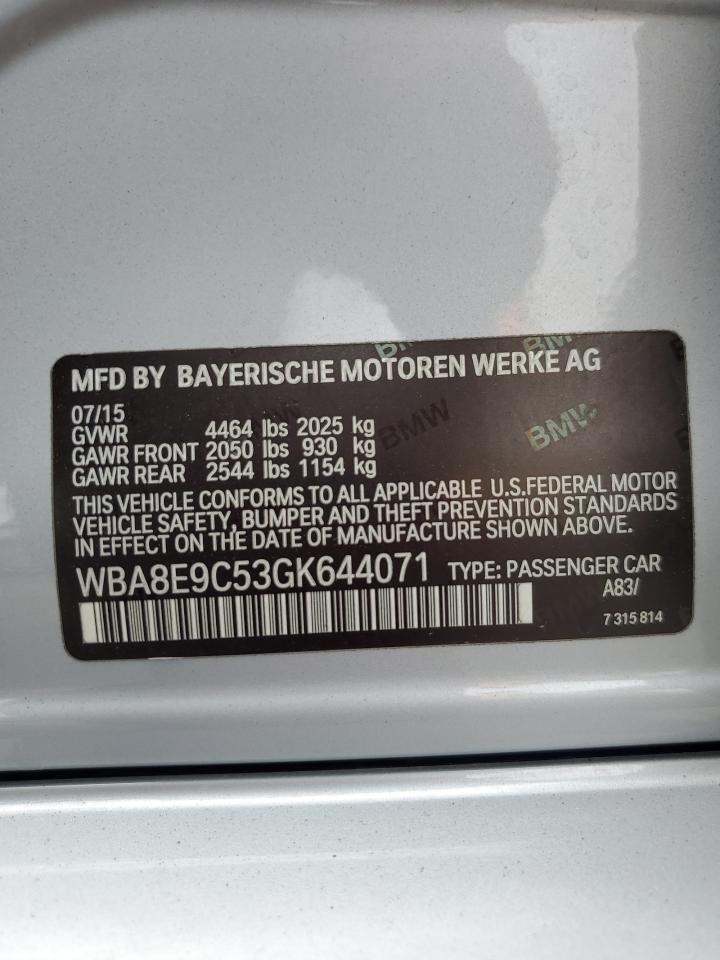 MFD BY BAYERISCHE MOTOREN WERKE AG
07/15
GVWR 4464 lbs 2025 kg
GAWR FRONT 2050 lbs 930 kg
GAWR REAR 2544 lbs 1154 kg
THIS VEHICLE CONFORMS TO ALL APPLICABLE U.S.FEDERAL MOTOR
VEHICLE SAFETY, BUMPER AND THEFT PREVENTION STANDARDS
IN EFFECT ON THE DATE OF MANUFACTURE SHOWN ABOVE.
WBA8E9C53GK644071 TYPE: PASSENGER CAR
A83/
7 315 814
BMW
BMW
BMW